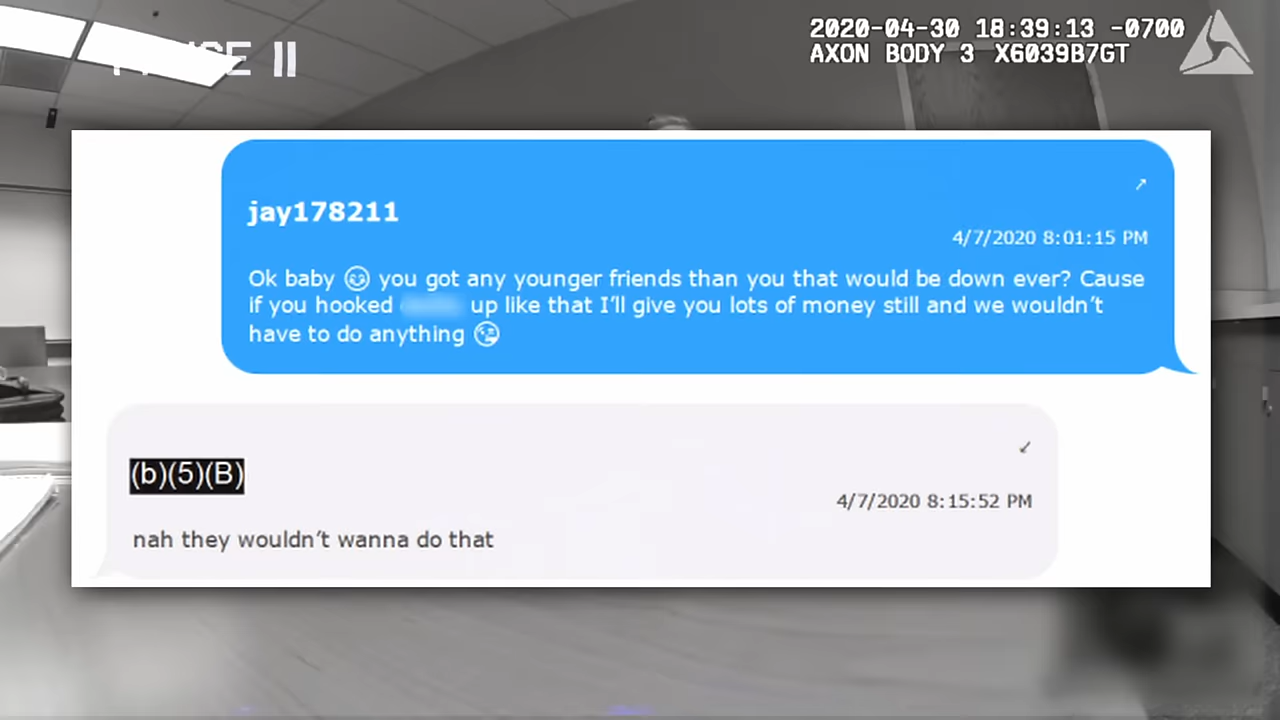 2020-04-30 18:39:13 -0700
AXON BODY 3 X6039B7GT
jay178211
4/7/2020 8:01:15 PM
Ok baby 😊 you got any younger friends than you that would be down ever? Cause
if you hooked up like that I'll give you lots of money still and we wouldn't
have to do anything 😘
(b)(5)(B)
4/7/2020 8:15:52 PM
nah they wouldn't wanna do that